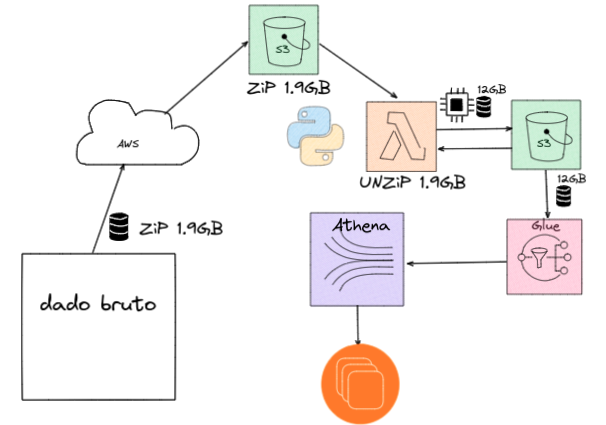 S3
ZiP 1.9GB
AWS
12GB
UNZiP 1.9GB
S3
12GB
ZiP 1.9GB
Athena
Glue
dado bruto